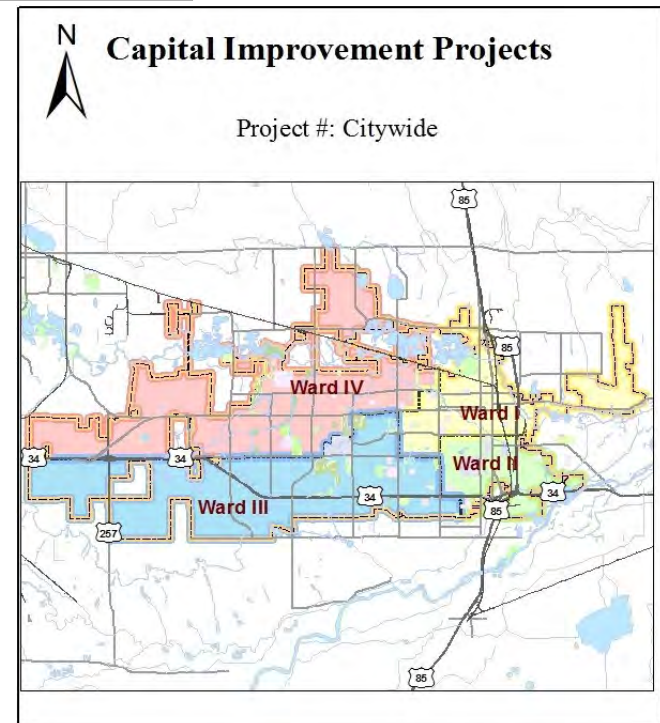 N
Capital Improvement Projects
Project #: Citywide
85
85
Ward IV
Ward I
34
34
Ward II
34
34
Ward III
85
257
85